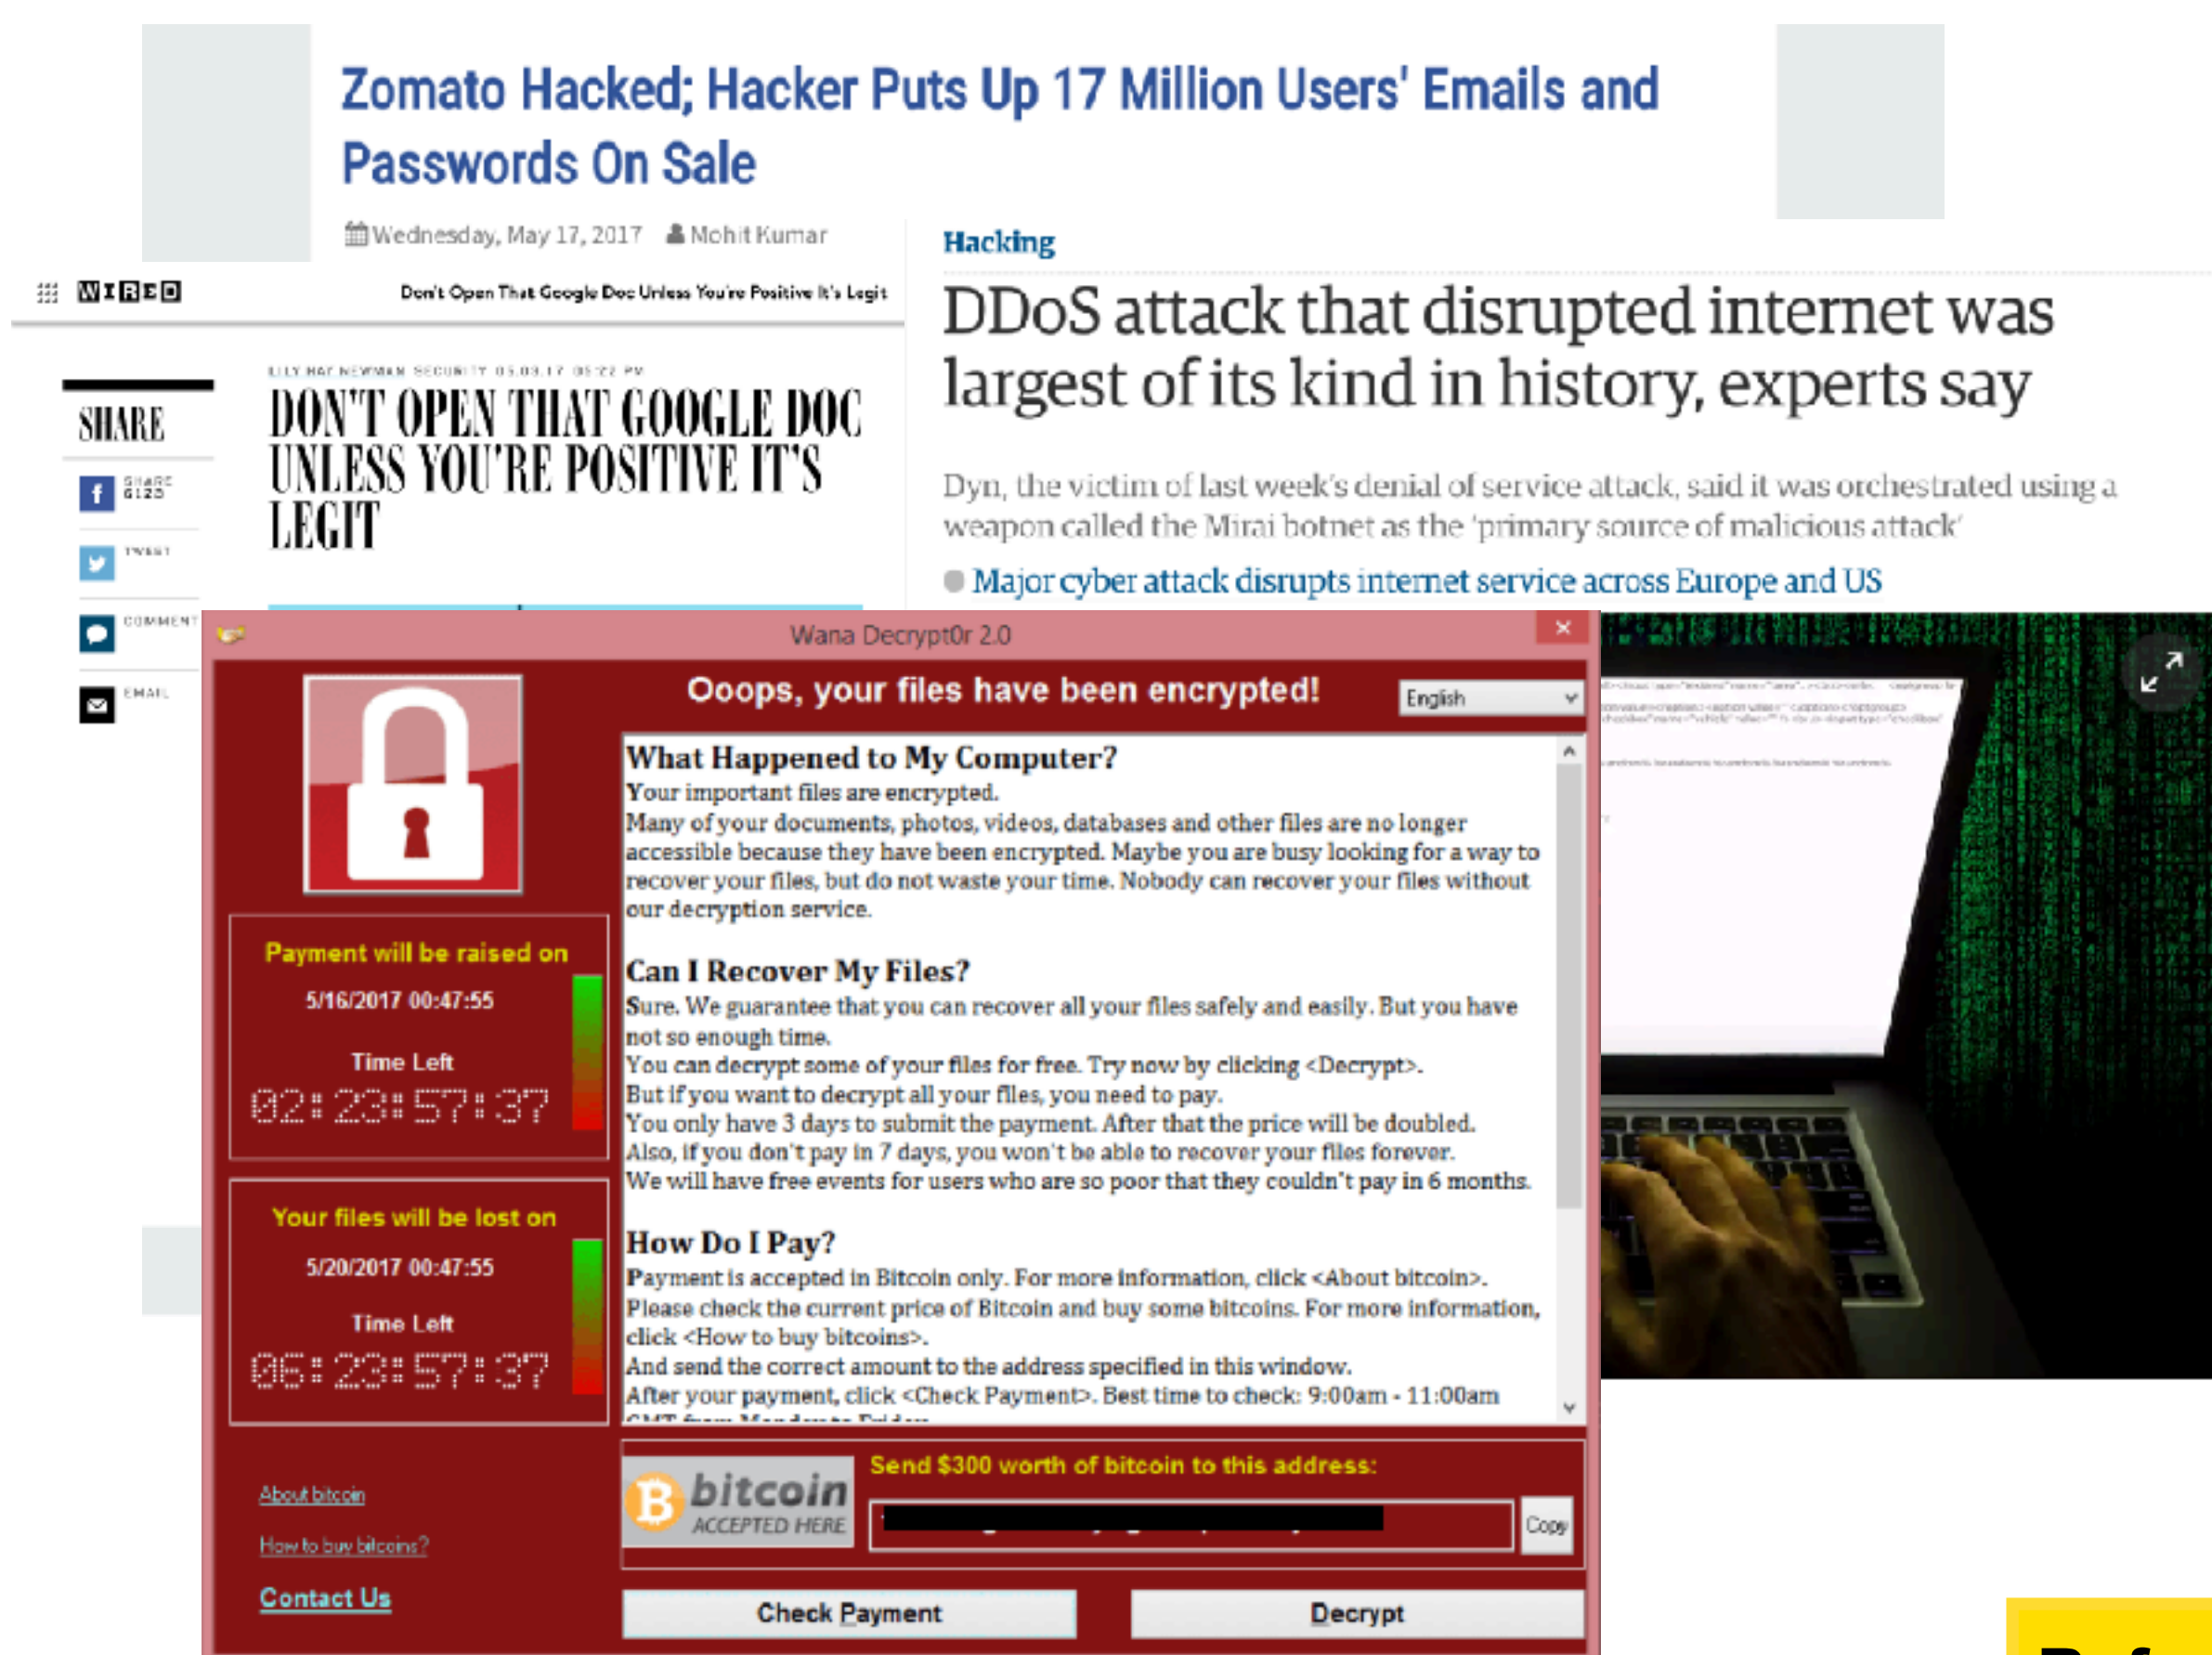 Zomato Hacked; Hacker Puts Up 17 Million Users' Emails and
Passwords On Sale
Wednesday, May 17, 2017 Mohit Kumar
WIRED
Don't Open That Google Doc Unless You're Positive It's Legit
LILY HAY NEWMAN SECURITY 05.03.17 05:22 PM
DON'T OPEN THAT GOOGLE DOC
UNLESS YOU'RE POSITIVE IT'S
LEGIT
SHARE
SHARE
6123
TWEET
COMMENT
EMAIL
Hacking
DDoS attack that disrupted internet was
largest of its kind in history, experts say
Dyn, the victim of last week's denial of service attack, said it was orchestrated using a
weapon called the Mirai botnet as the 'primary source of malicious attack'
Major cyber attack disrupts internet service across Europe and US
Wana Decrypt0r 2.0
Ooops, your files have been encrypted!
English
Payment will be raised on
5/16/2017 00:47:55
Time Left
02:23:57:37
Your files will be lost on
5/20/2017 00:47:55
Time Left
06:23:57:37
About bitcoin
How to buy bitcoins?
Contact Us
What Happened to My Computer?
Your important files are encrypted.
Many of your documents, photos, videos, databases and other files are no longer
accessible because they have been encrypted. Maybe you are busy looking for a way to
recover your files, but do not waste your time. Nobody can recover your files without
our decryption service.
Can I Recover My Files?
Sure. We guarantee that you can recover all your files safely and easily. But you have
not so enough time.
You can decrypt some of your files for free. Try now by clicking <Decrypt>.
But if you want to decrypt all your files, you need to pay.
You only have 3 days to submit the payment. After that the price will be doubled.
Also, if you don't pay in 7 days, you won't be able to recover your files forever.
We will have free events for users who are so poor that they couldn't pay in 6 months.
How Do I Pay?
Payment is accepted in Bitcoin only. For more information, click <About bitcoin>.
Please check the current price of Bitcoin and buy some bitcoins. For more information,
click <How to buy bitcoins>.
And send the correct amount to the address specified in this window.
After your payment, click <Check Payment>. Best time to check: 9:00am - 11:00am
GMT from Monday to Friday.
bitcoin
ACCEPTED HERE
Send $300 worth of bitcoin to this address:
Copy
Check Payment
Decrypt